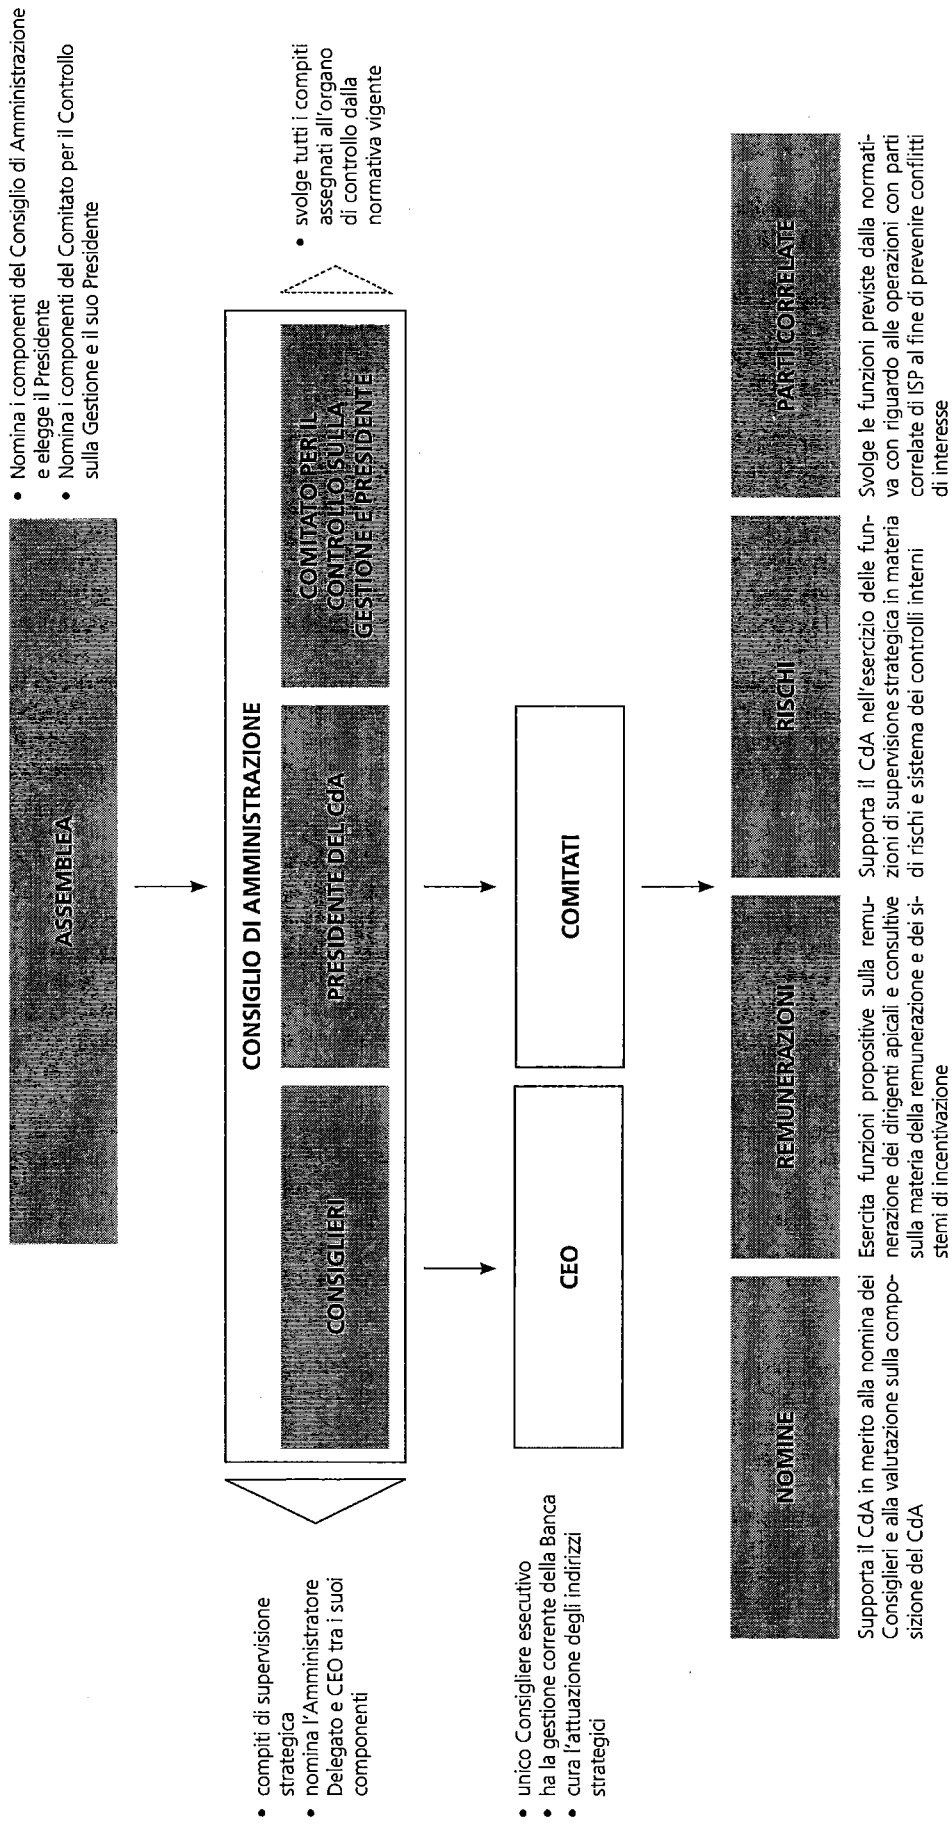 ASSEMBLEA
• Nomina i componenti del Consiglio di Amministrazione
e elegge il Presidente
• Nomina i componenti del Comitato per il Controllo
sulla Gestione e il suo Presidente
CONSIGLIO DI AMMINISTRAZIONE
• compiti di supervisione
strategica
• nomina l'Amministratore
Delegato e CEO tra i suoi
componenti
CONSIGLIERI
PRESIDENTE DEL CdA
COMITATO PER IL
CONTROLLO SULLA
GESTIONE E PRESIDENTE
• svolge tutti i compiti
assegnati all'organo
di controllo dalla
normativa vigente
• unico Consigliere esecutivo
• ha la gestione corrente della Banca
• cura l'attuazione degli indirizzi
strategici
CEO
COMITATI
NOMINE
Supporta il CdA in merito alla nomina dei
Consiglieri e alla valutazione sulla compo-
sizione del CdA
REMUNERAZIONI
Esercita funzioni propositive sulla remu-
nerazione dei dirigenti apicali e consultive
sulla materia della remunerazione e dei si-
stemi di incentivazione
RISCHI
Supporta il CdA nell'esercizio delle fun-
zioni di supervisione strategica in materia
di rischi e sistema dei controlli interni
PARTI CORRELATE
Svolge le funzioni previste dalla normati-
va con riguardo alle operazioni con parti
correlate di ISP al fine di prevenire conflitti
di interesse